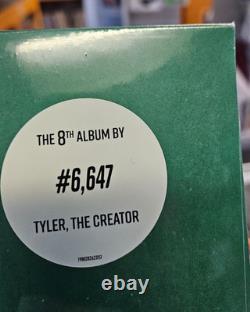 THE 8TH ALBUM BY
#6,647
TYLER, THE CREATOR